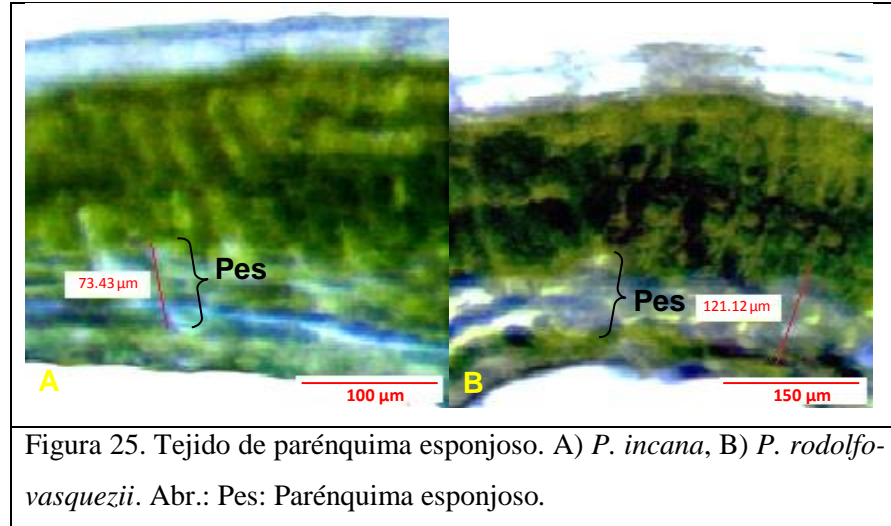 Pes
73.43 µm
A
100 µm
Pes
121.12 µm
B
150 µm
Figura 25. Tejido de parénquima esponjoso. A) P. incana, B) P. rodolfo-
vasquezii. Abr.: Pes: Parénquima esponjoso.